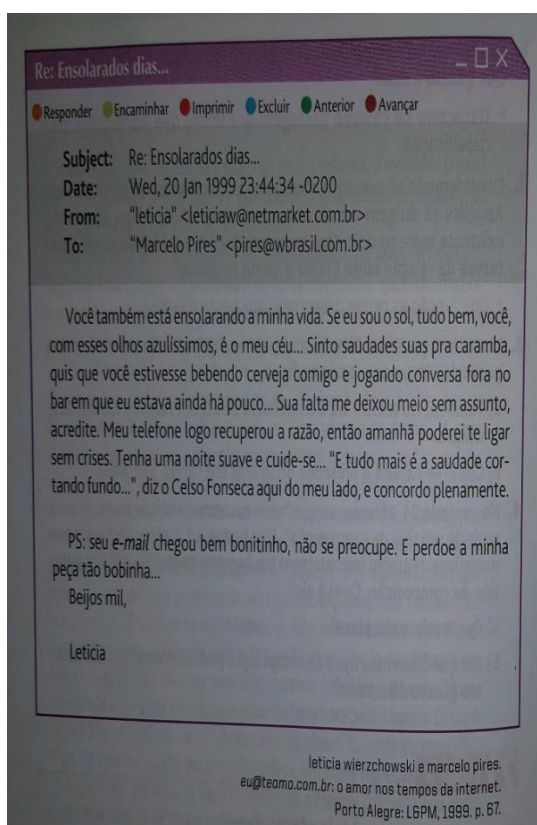 Re: Ensolarados dias...
Responder Encaminhar Imprimir Excluir Anterior Avançar
Subject: Re: Ensolarados dias...
Date: Wed, 20 Jan 1999 23:44:34 -0200
From: "leticia" <leticiaw@netmarket.com.br>
To: "Marcelo Pires" <pires@wbrasil.com.br>
Você também está ensolarando a minha vida. Se eu sou o sol, tudo bem, você,
com esses olhos azulíssimos, é o meu céu... Sinto saudades suas pra caramba,
quis que você estivesse bebendo cerveja comigo e jogando conversa fora no
bar em que eu estava ainda há pouco... Sua falta me deixou meio sem assunto,
acredite. Meu telefone logo recuperou a razão, então amanhã poderei te ligar
sem crises. Tenha uma noite suave e cuide-se... "E tudo mais é a saudade cor-
tando fundo...", diz o Celso Fonseca aqui do meu lado, e concordo plenamente.
PS: seu e-mail chegou bem bonitinho, não se preocupe. E perdoe a minha
peça tão bobinha...
Beijos mil,
Leticia
leticia wierzchowski e marcelo pires.
eu@teamo.com.br: o amor nos tempos da internet.
Porto Alegre: L&PM, 1999. p. 67.